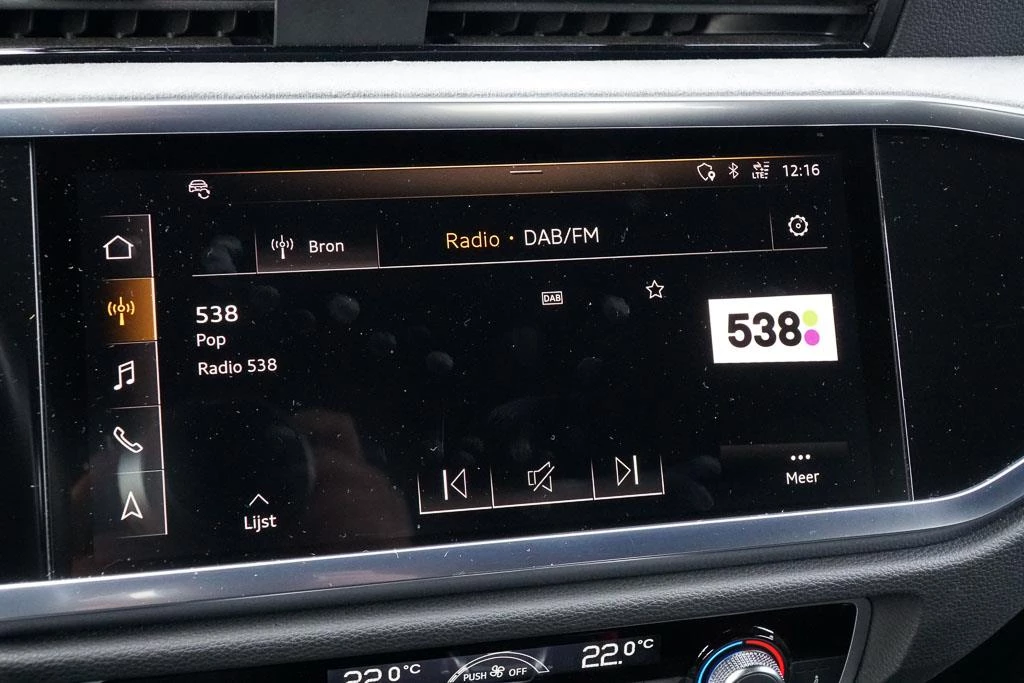 LTE 12:16
Bron
Radio · DAB/FM
DAB
538
Pop
Radio 538
538
Lijst
Meer
22.0°C
PUSH OFF
22.0°C